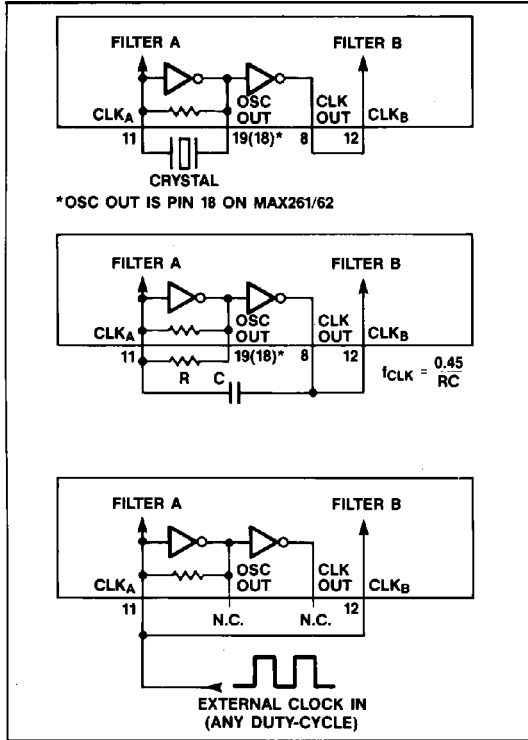 FILTER A FILTER B
CLKA OSC OUT CLK OUT CLKB
11 19(18)* 8 12
CRYSTAL
*OSC OUT IS PIN 18 ON MAX261/62
FILTER A FILTER B
CLKA OSC OUT CLK OUT CLKB
11 19(18)* 8 12
R C fCLK = 0.45/RC
FILTER A FILTER B
CLKA OSC OUT CLK OUT CLKB
11 N.C. N.C. 12
EXTERNAL CLOCK IN
(ANY DUTY-CYCLE)